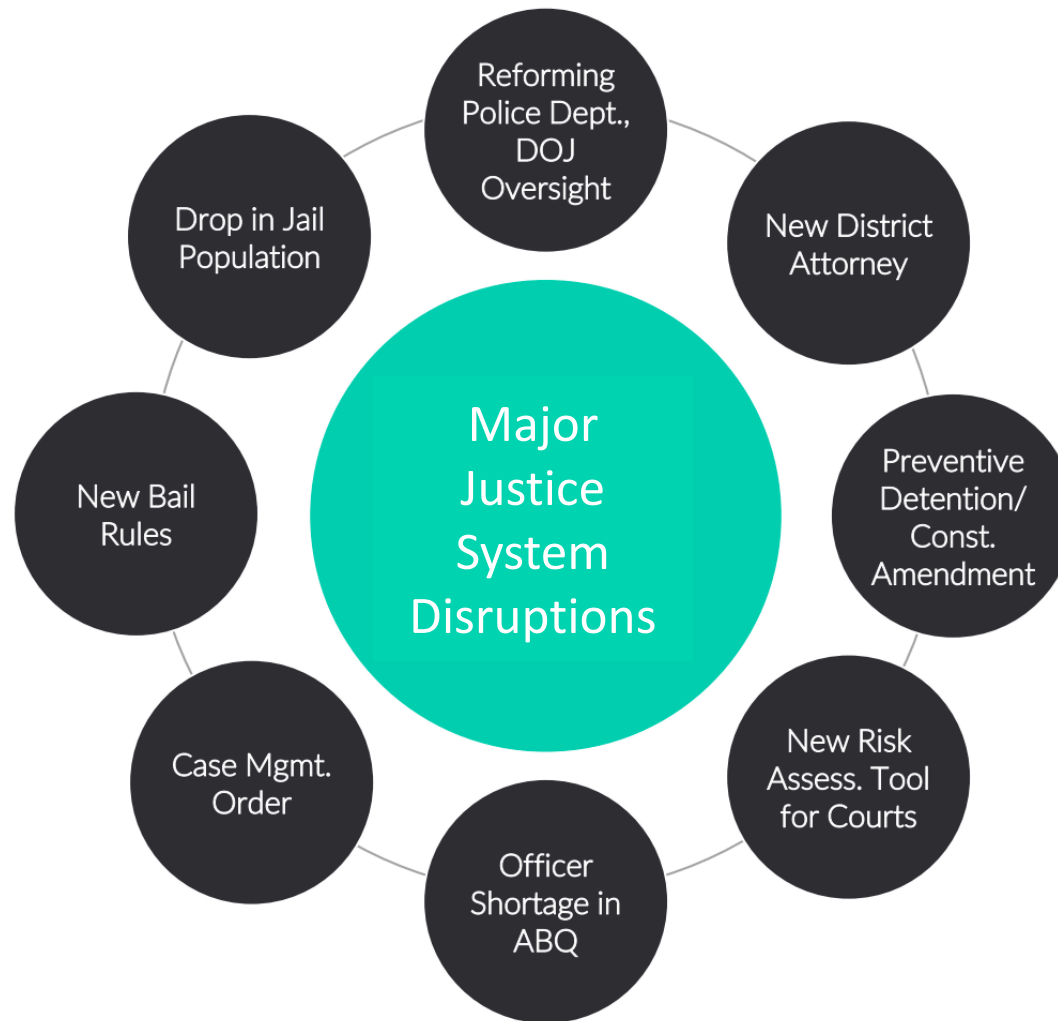 Reforming
Police Dept.,
DOJ
Oversight
New District
Attorney
Preventive
Detention/
Const.
Amendment
New Risk
Assess. Tool
for Courts
Officer
Shortage in
ABQ
Case Mgmt.
Order
New Bail
Rules
Drop in Jail
Population
Major
Justice
System
Disruptions